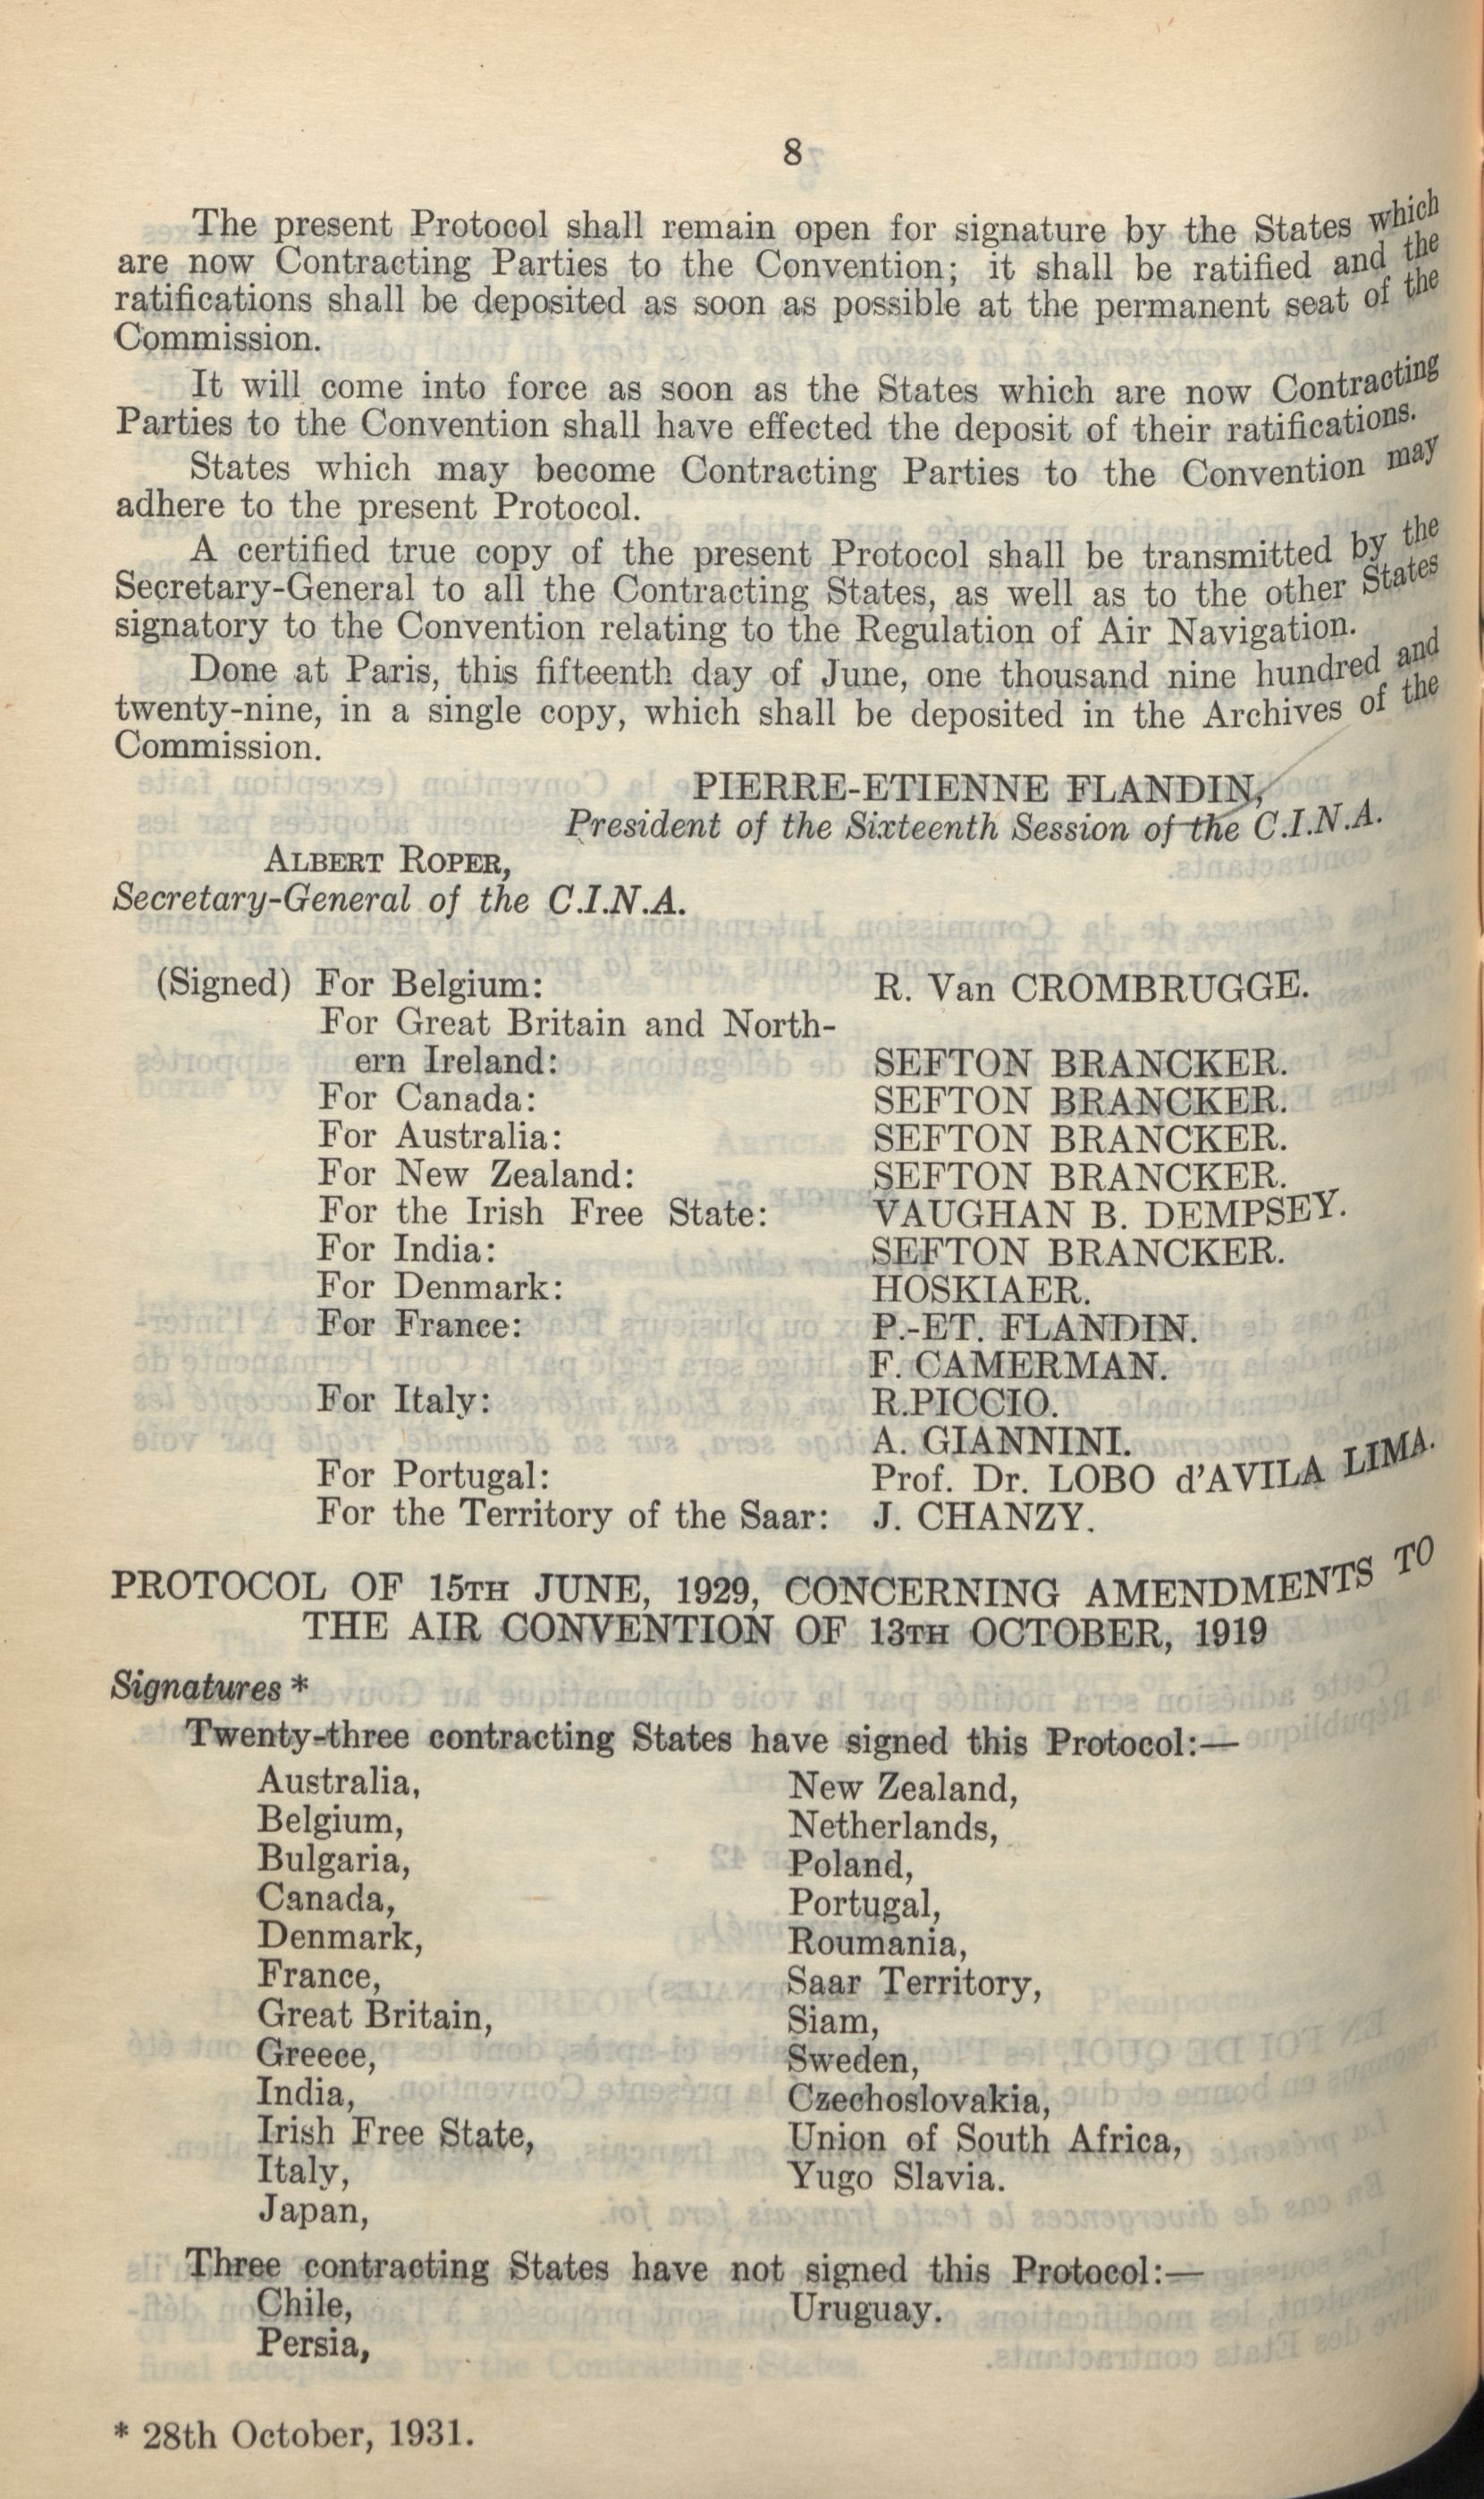 8
The present Protocol shall remain open for signature by the States which
are now Contracting Parties to the Convention; it shall be ratified and the
ratifications shall be deposited as soon as possible at the permanent seat of the
Commission.
It will come into force as soon as the States which are now Contracting
Parties to the Convention shall have effected the deposit of their ratifications.
States which may become Contracting Parties to the Convention may
adhere to the present Protocol.
A certified true copy of the present Protocol shall be transmitted by the
Secretary-General to all the Contracting States, as well as to the other States
signatory to the Convention relating to the Regulation of Air Navigation.
Done at Paris, this fifteenth day of June, one thousand nine hundred and
twenty-nine, in a single copy, which shall be deposited in the Archives of the
Commission.
PIERRE-ETIENNE FLANDIN,
President of the Sixteenth Session of the C.I.N.A.
ALBERT ROPER,
Secretary-General of the C.I.N.A.
(Signed) For Belgium: R. Van CROMBRUGGE.
For Great Britain and North-
ern Ireland: SEFTON BRANCKER.
For Canada: SEFTON BRANCKER.
For Australia: SEFTON BRANCKER.
For New Zealand: SEFTON BRANCKER.
For the Irish Free State: VAUGHAN B. DEMPSEY.
For India: SEFTON BRANCKER.
For Denmark: HOSKIAER.
For France: P.-ET. FLANDIN.
F. CAMERMAN.
For Italy: R.PICCIO.
A. GIANNINI.
For Portugal: Prof. Dr. LOBO d'AVILA LIMA.
For the Territory of the Saar: J. CHANZY.
PROTOCOL OF 15TH JUNE, 1929, CONCERNING AMENDMENTS TO
THE AIR CONVENTION OF 13TH OCTOBER, 1919
Signatures *
Twenty-three contracting States have signed this Protocol:—
Australia, New Zealand,
Belgium, Netherlands,
Bulgaria, Poland,
Canada, Portugal,
Denmark, Roumania,
France, Saar Territory,
Great Britain, Siam,
Greece, Sweden,
India, Czechoslovakia,
Irish Free State, Union of South Africa,
Italy, Yugo Slavia.
Japan,
Three contracting States have not signed this Protocol:—
Chile, Uruguay.
Persia,
* 28th October, 1931.